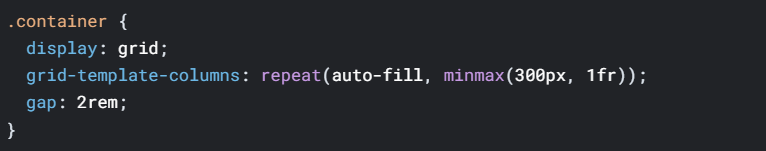 .container {
  display: grid;
  grid-template-columns: repeat(auto-fill, minmax(300px, 1fr));
  gap: 2rem;
}